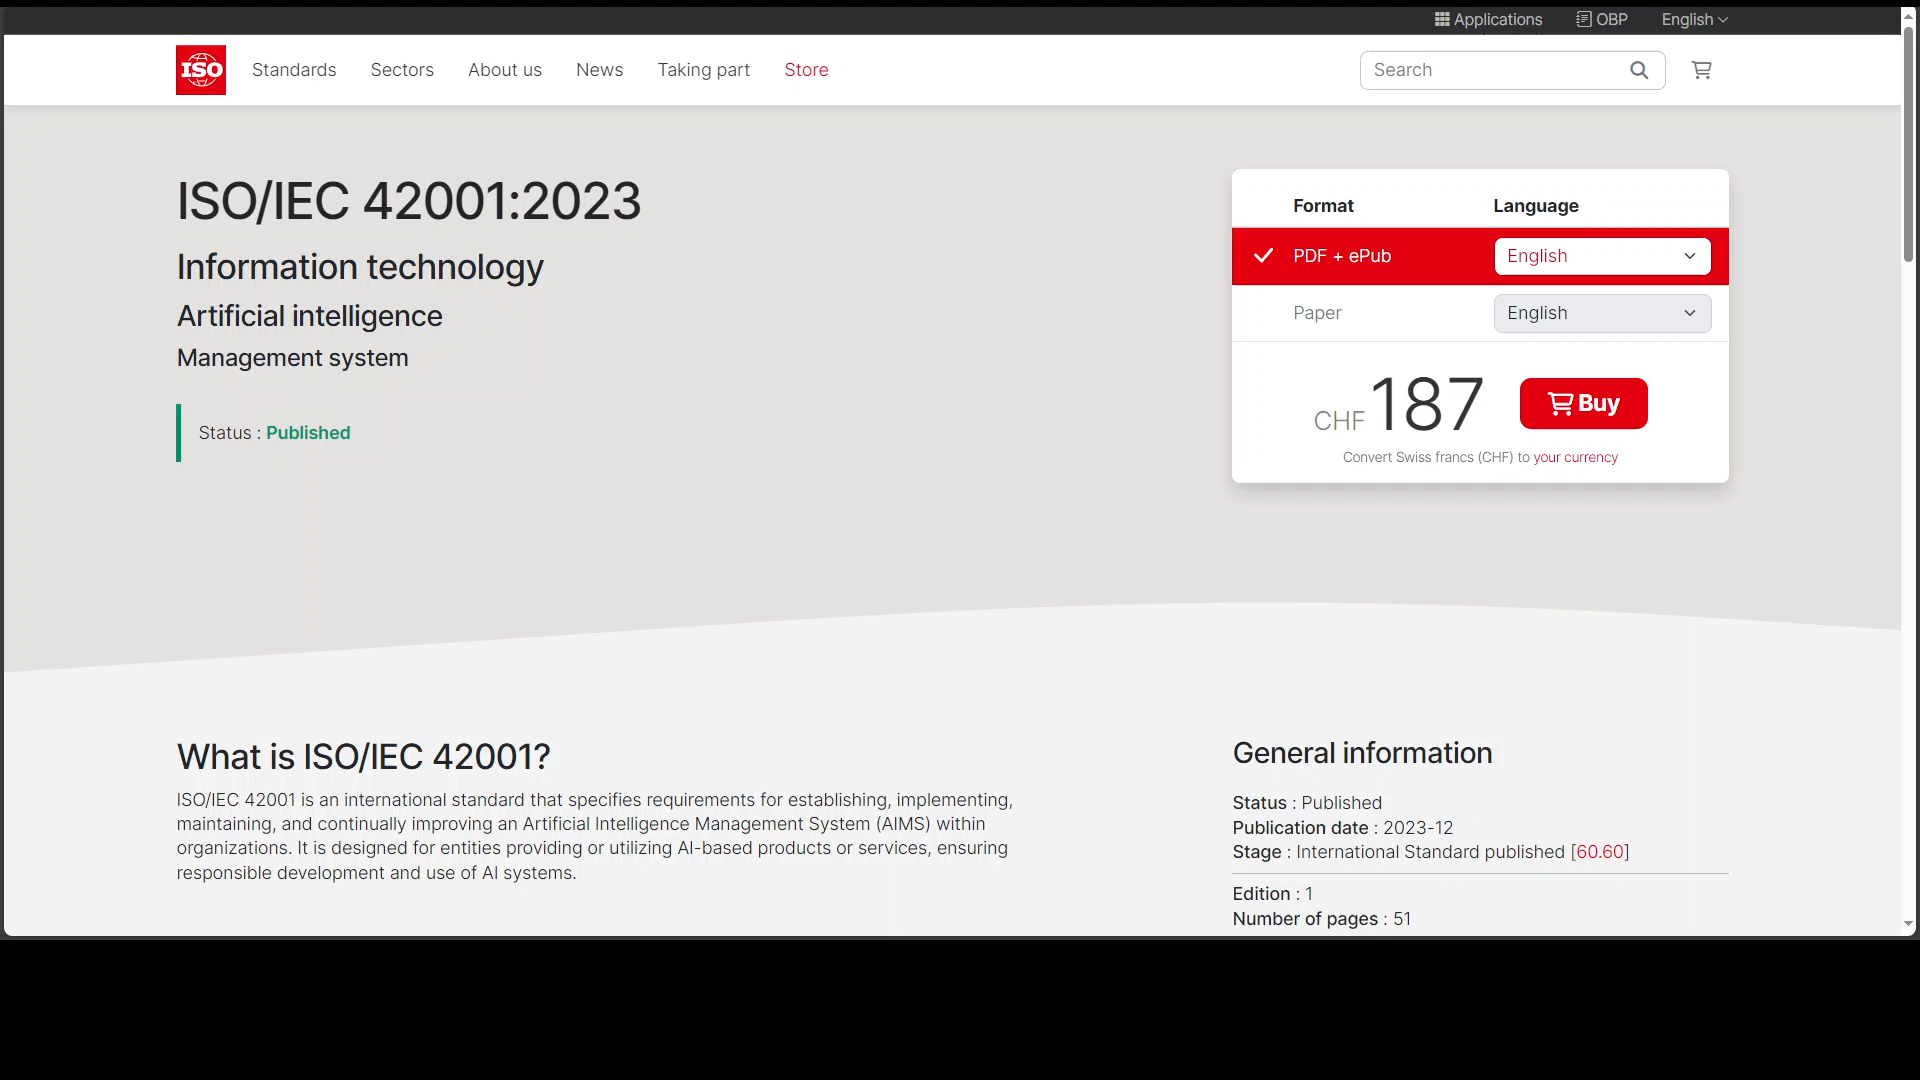 Applications OBP English
ISO Standards Sectors About us News Taking part Store Search
ISO/IEC 42001:2023
Information technology
Artificial intelligence
Management system
Status : Published
Format Language
PDF + ePub English
Paper English
CHF 187 Buy
Convert Swiss francs (CHF) to your currency
What is ISO/IEC 42001?
ISO/IEC 42001 is an international standard that specifies requirements for establishing, implementing,
maintaining, and continually improving an Artificial Intelligence Management System (AIMS) within
organizations. It is designed for entities providing or utilizing AI-based products or services, ensuring
responsible development and use of AI systems.
General information
Status : Published
Publication date : 2023-12
Stage : International Standard published [60.60]
Edition : 1
Number of pages : 51